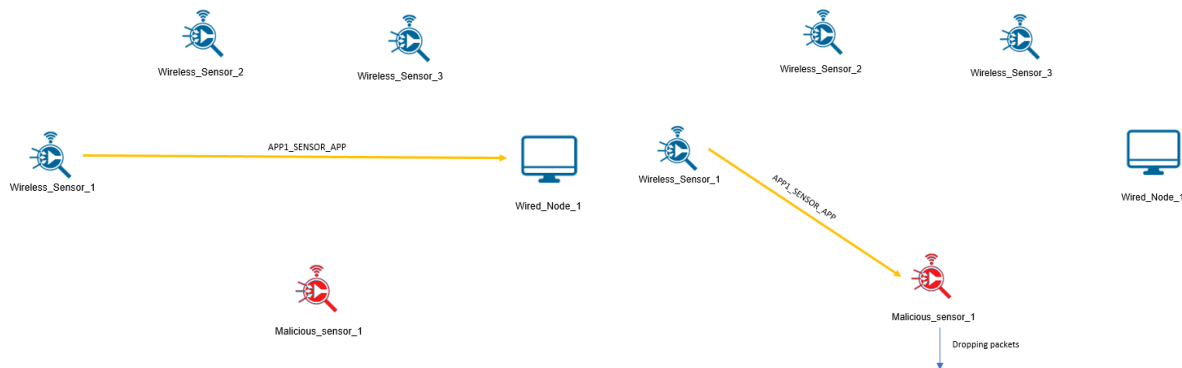 Wireless_Sensor_2
Wireless_Sensor_3
APP1_SENSOR_APP
Wireless_Sensor_1
Wired_Node_1
Malicious_sensor_1
Wireless_Sensor_2
Wireless_Sensor_3
Wireless_Sensor_1
APP1_SENSOR_APP
Wired_Node_1
Malicious_sensor_1
Dropping packets